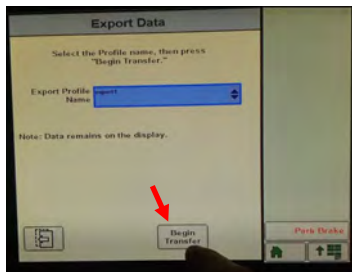 Export Data
Select the Profile name, then press
"Begin Transfer."
Export Profile
Name
Note: Data remains on the display.
Begin
Transfer
Park Brake